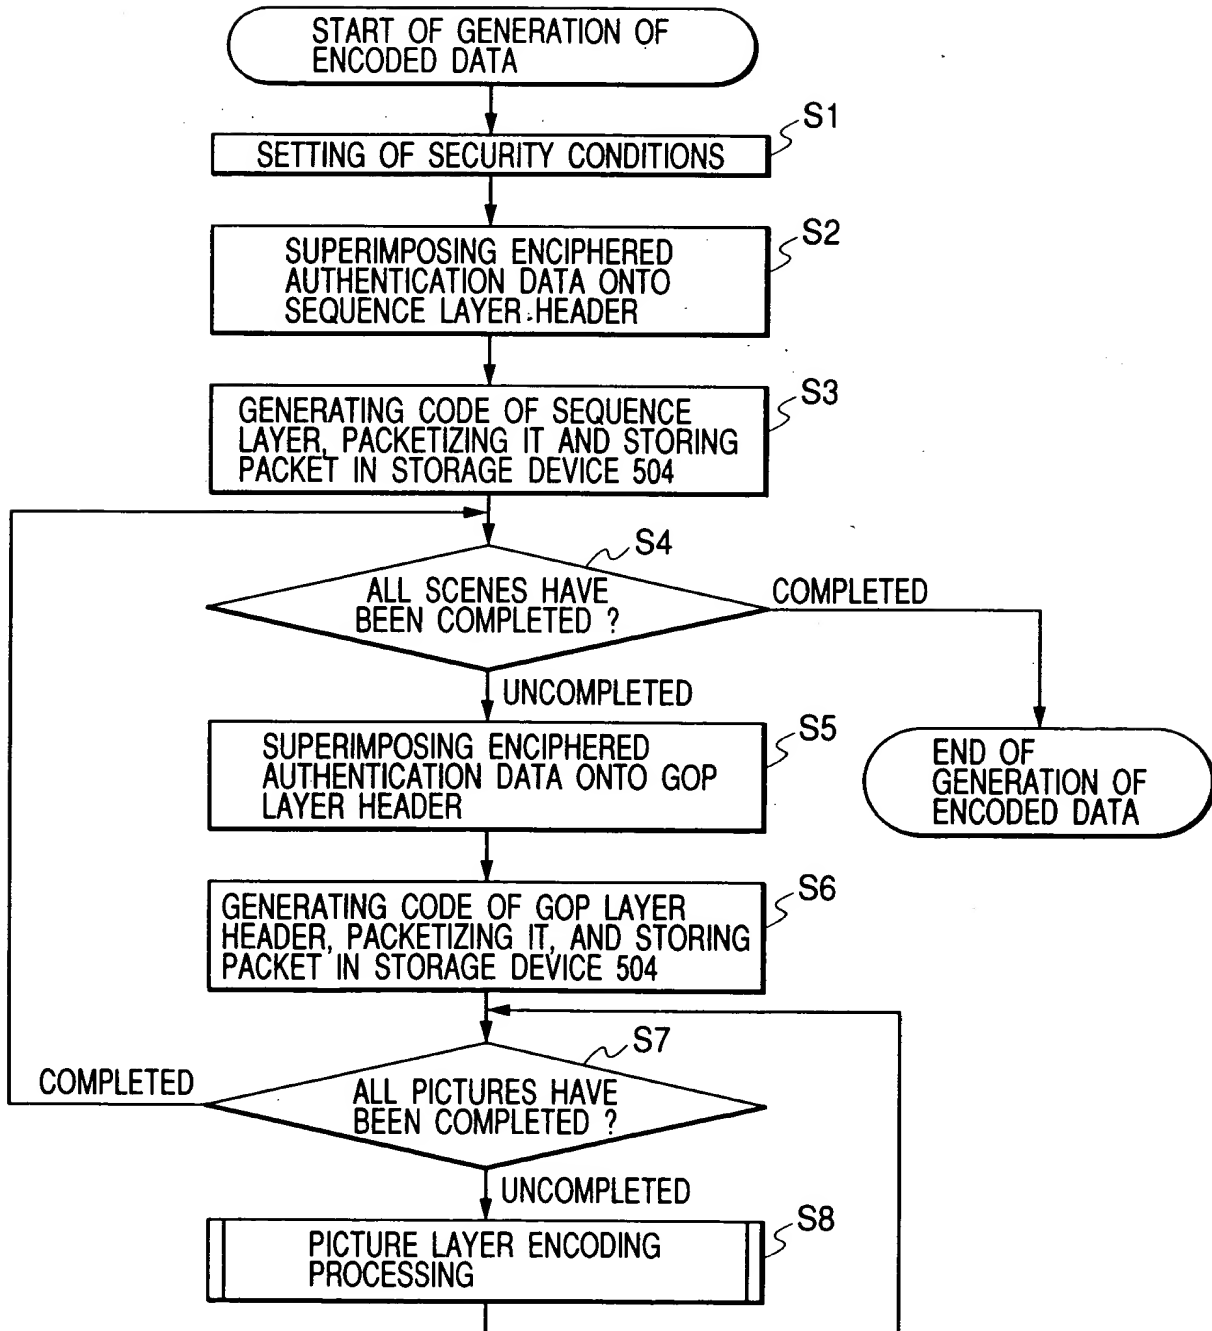 START OF GENERATION OF
ENCODED DATA
S1
SETTING OF SECURITY CONDITIONS
S2
SUPERIMPOSING ENCIPHERED
AUTHENTICATION DATA ONTO
SEQUENCE LAYER HEADER
S3
GENERATING CODE OF SEQUENCE
LAYER, PACKETIZING IT AND STORING
PACKET IN STORAGE DEVICE 504
S4
ALL SCENES HAVE
BEEN COMPLETED ?
COMPLETED
UNCOMPLETED
S5
SUPERIMPOSING ENCIPHERED
AUTHENTICATION DATA ONTO GOP
LAYER HEADER
END OF
GENERATION OF
ENCODED DATA
S6
GENERATING CODE OF GOP LAYER
HEADER, PACKETIZING IT, AND STORING
PACKET IN STORAGE DEVICE 504
S7
COMPLETED
ALL PICTURES HAVE
BEEN COMPLETED ?
UNCOMPLETED
S8
PICTURE LAYER ENCODING
PROCESSING